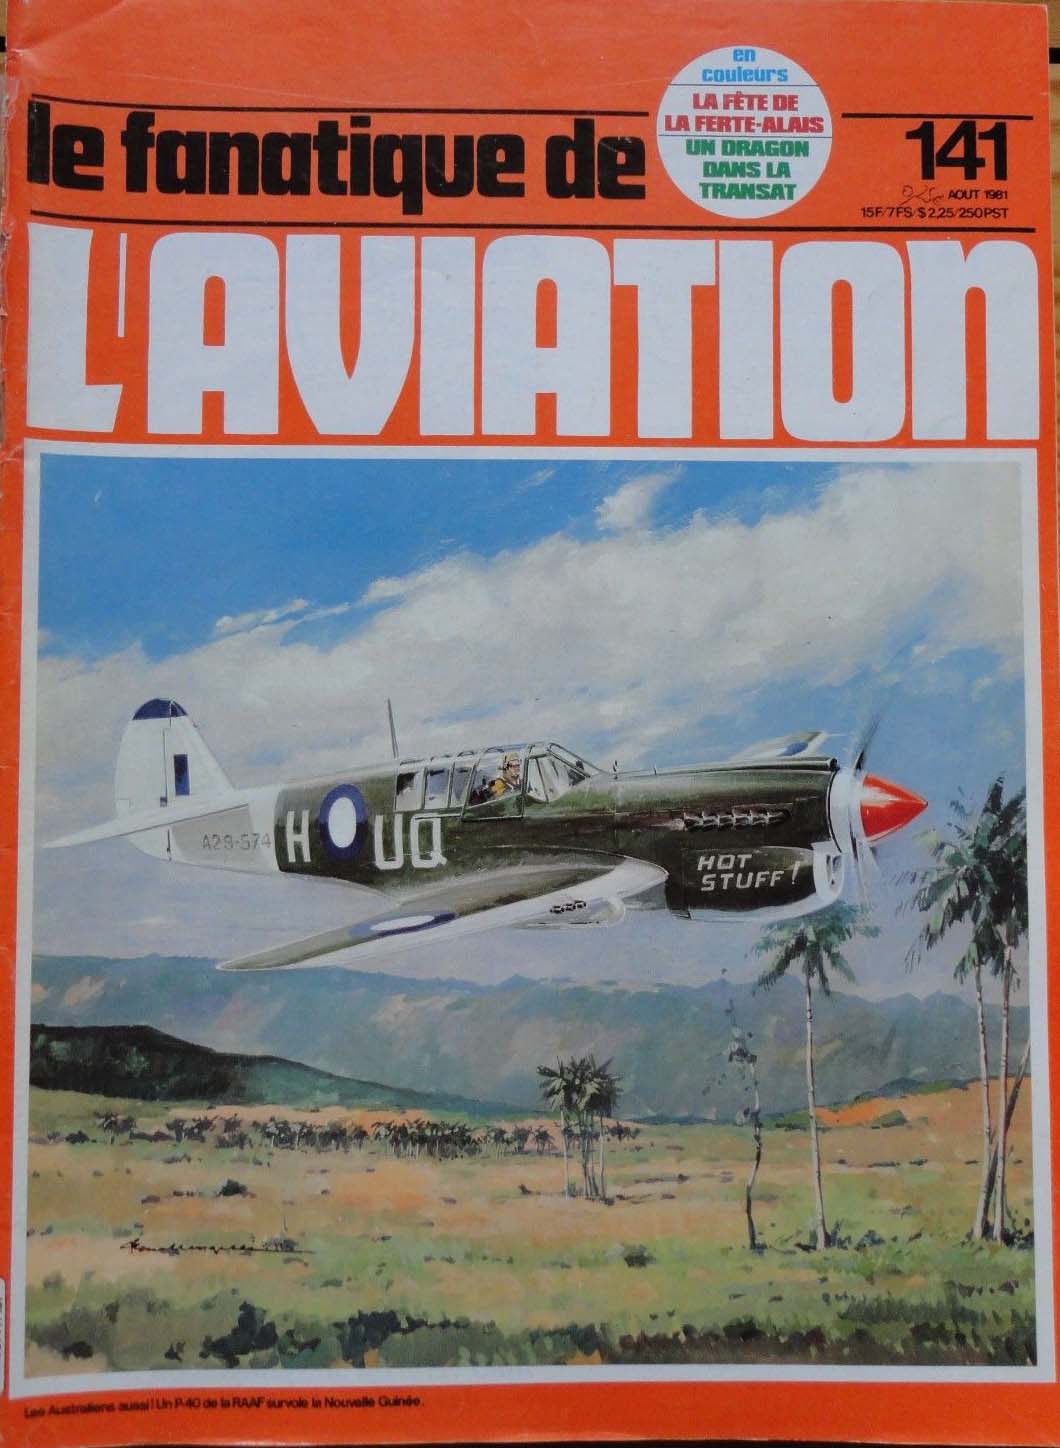 en
couleurs
LA FÊTE DE
LA FERTE-ALAIS
UN DRAGON
DANS LA
TRANSAT
le fanatique de
141
AOUT 1981
15F/7FS/$2,25/250PST
L'AVIATION
A29-574
H UQ
HOT
STUFF!
Les Australiens aussi! Un P-40 de la RAAF survole la Nouvelle Guinée.